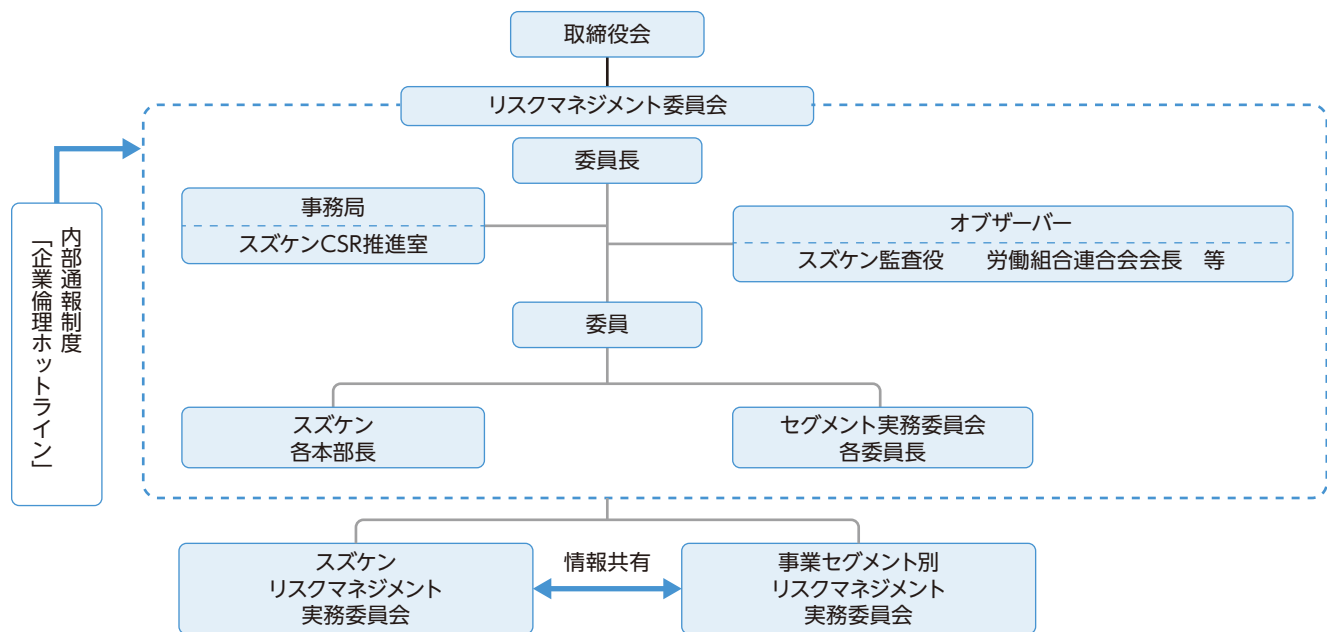 取締役会
リスクマネジメント委員会
委員長
事務局
スズケンCSR推進室
オブザーバー
スズケン監査役　　労働組合連合会会長　等
内部通報制度
「企業倫理ホットライン」
委員
スズケン
各本部長
セグメント実務委員会
各委員長
スズケン
リスクマネジメント
実務委員会
情報共有
事業セグメント別
リスクマネジメント
実務委員会